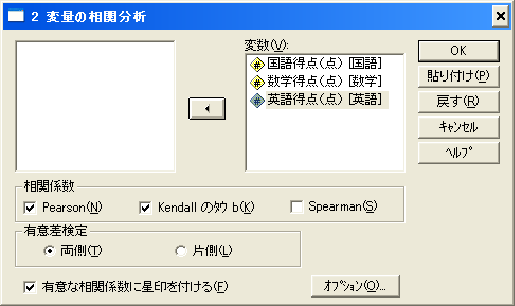 2 変量の相関分析
変数(V):
国語得点(点) [国語]
数学得点(点) [数学]
英語得点(点) [英語]
OK
貼り付け(P)
戻す(R)
キャンセル
ヘルプ
相関係数
Pearson(N)
Kendall のタウ b(K)
Spearman(S)
有意差検定
両側(T)
片側(L)
有意な相関係数に星印を付ける(F)
オプション(O)...